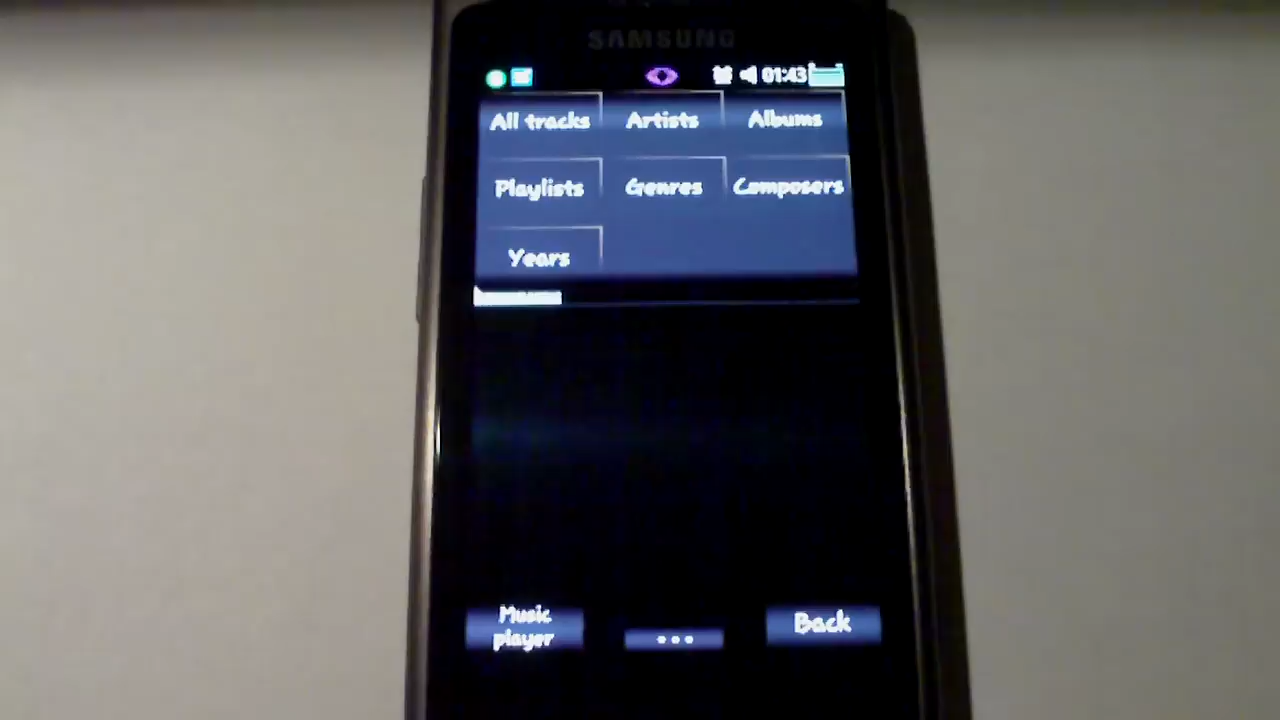 SAMSUNG
01:43
All tracks
Artists
Albums
Playlists
Genres
Composers
Years
Music
player
...
Back